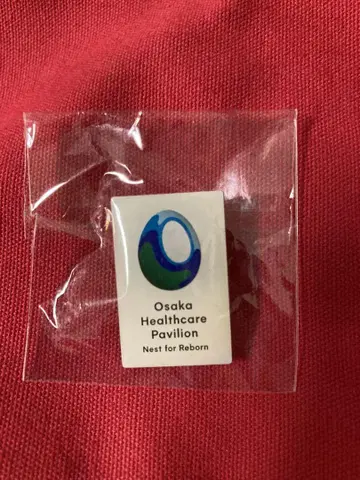 Osaka
Healthcare
Pavilion
Nest for Reborn